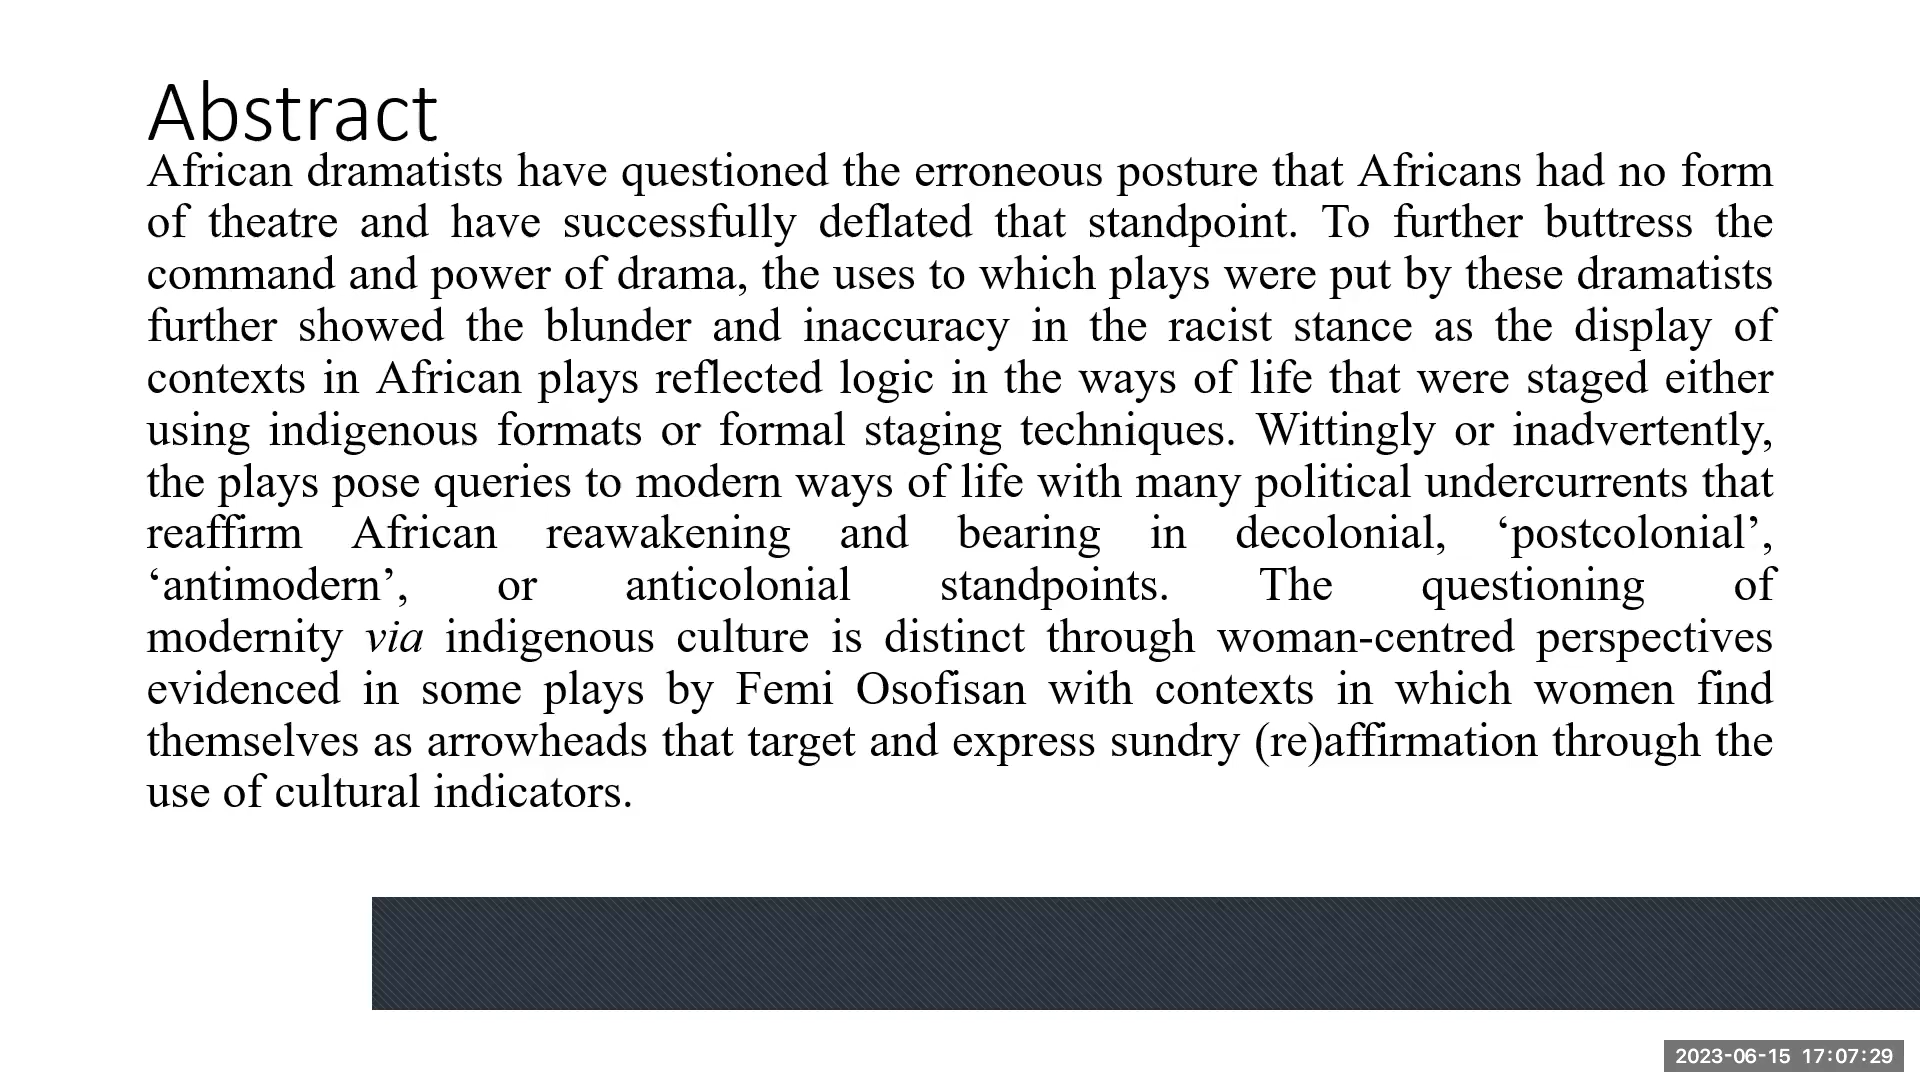 Abstract
African dramatists have questioned the erroneous posture that Africans had no form
of theatre and have successfully deflated that standpoint. To further buttress the
command and power of drama, the uses to which plays were put by these dramatists
further showed the blunder and inaccuracy in the racist stance as the display of
contexts in African plays reflected logic in the ways of life that were staged either
using indigenous formats or formal staging techniques. Wittingly or inadvertently,
the plays pose queries to modern ways of life with many political undercurrents that
reaffirm African reawakening and bearing in decolonial, ‘postcolonial’,
‘antimodern’, or anticolonial standpoints. The questioning of
modernity via indigenous culture is distinct through woman-centred perspectives
evidenced in some plays by Femi Osofisan with contexts in which women find
themselves as arrowheads that target and express sundry (re)affirmation through the
use of cultural indicators.
2023-06-15 17:07:29